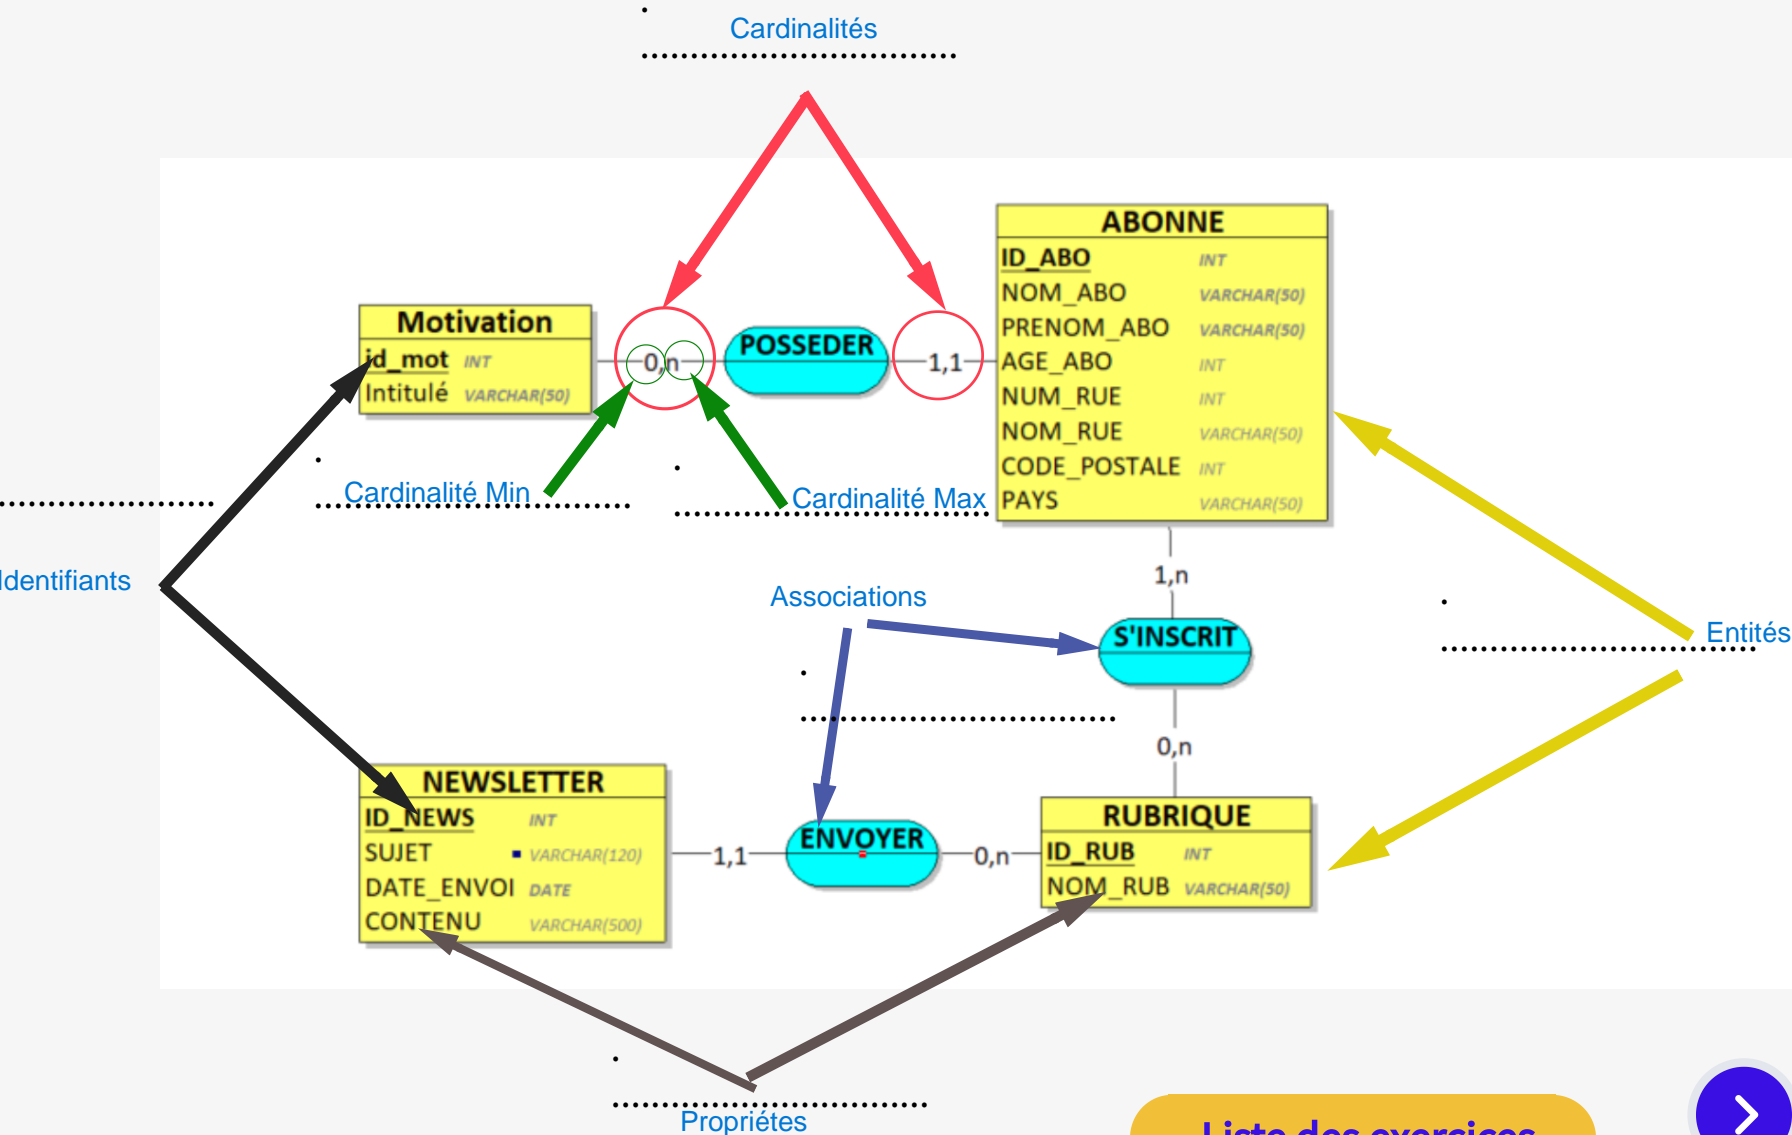 Cardinalités
ABONNE
ID_ABO INT
NOM_ABO VARCHAR(50)
PRENOM_ABO VARCHAR(50)
AGE_ABO INT
NUM_RUE INT
NOM_RUE VARCHAR(50)
CODE_POSTALE INT
PAYS VARCHAR(50)
Motivation
id_mot INT
Intitulé VARCHAR(50)
0,n
POSSEDER
1,1
Cardinalité Min
Cardinalité Max
Identifiants
Associations
1,n
S'INSCRIT
Entités
0,n
NEWSLETTER
ID_NEWS INT
SUJET VARCHAR(120)
DATE_ENVOI DATE
CONTENU VARCHAR(500)
1,1
ENVOYER
0,n
RUBRIQUE
ID_RUB INT
NOM_RUB VARCHAR(50)
Propriétes
Liste des exercices